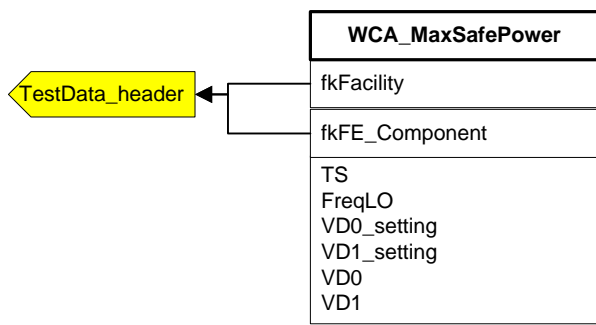 WCA_MaxSafePower
TestData_header
fkFacility
fkFE_Component
TS
FreqLO
VD0_setting
VD1_setting
VD0
VD1